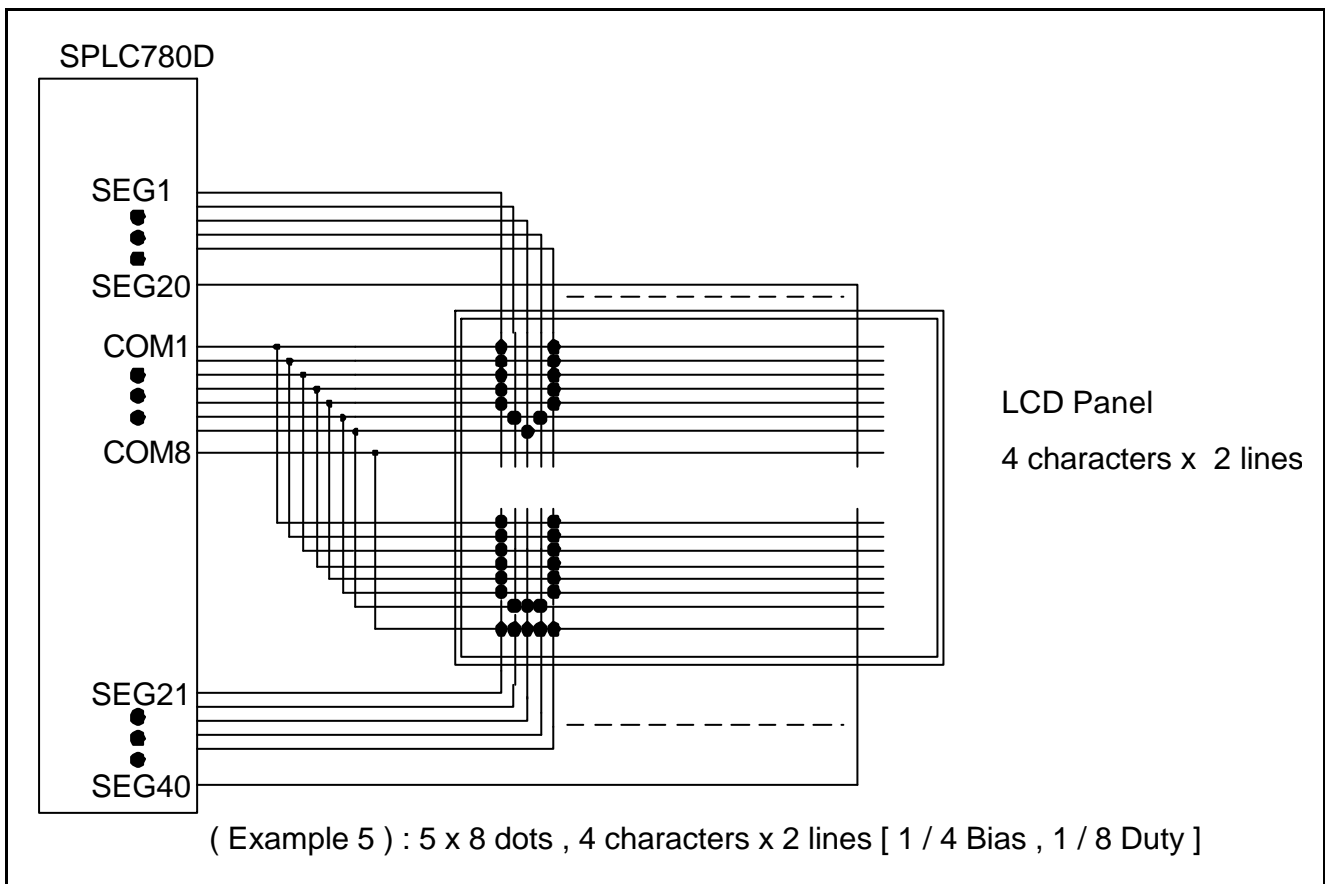 SPLC780D
SEG1
SEG20
COM1
COM8
LCD Panel
4 characters x 2 lines
SEG21
SEG40
( Example 5 ) : 5 x 8 dots , 4 characters x 2 lines [ 1 / 4 Bias , 1 / 8 Duty ]